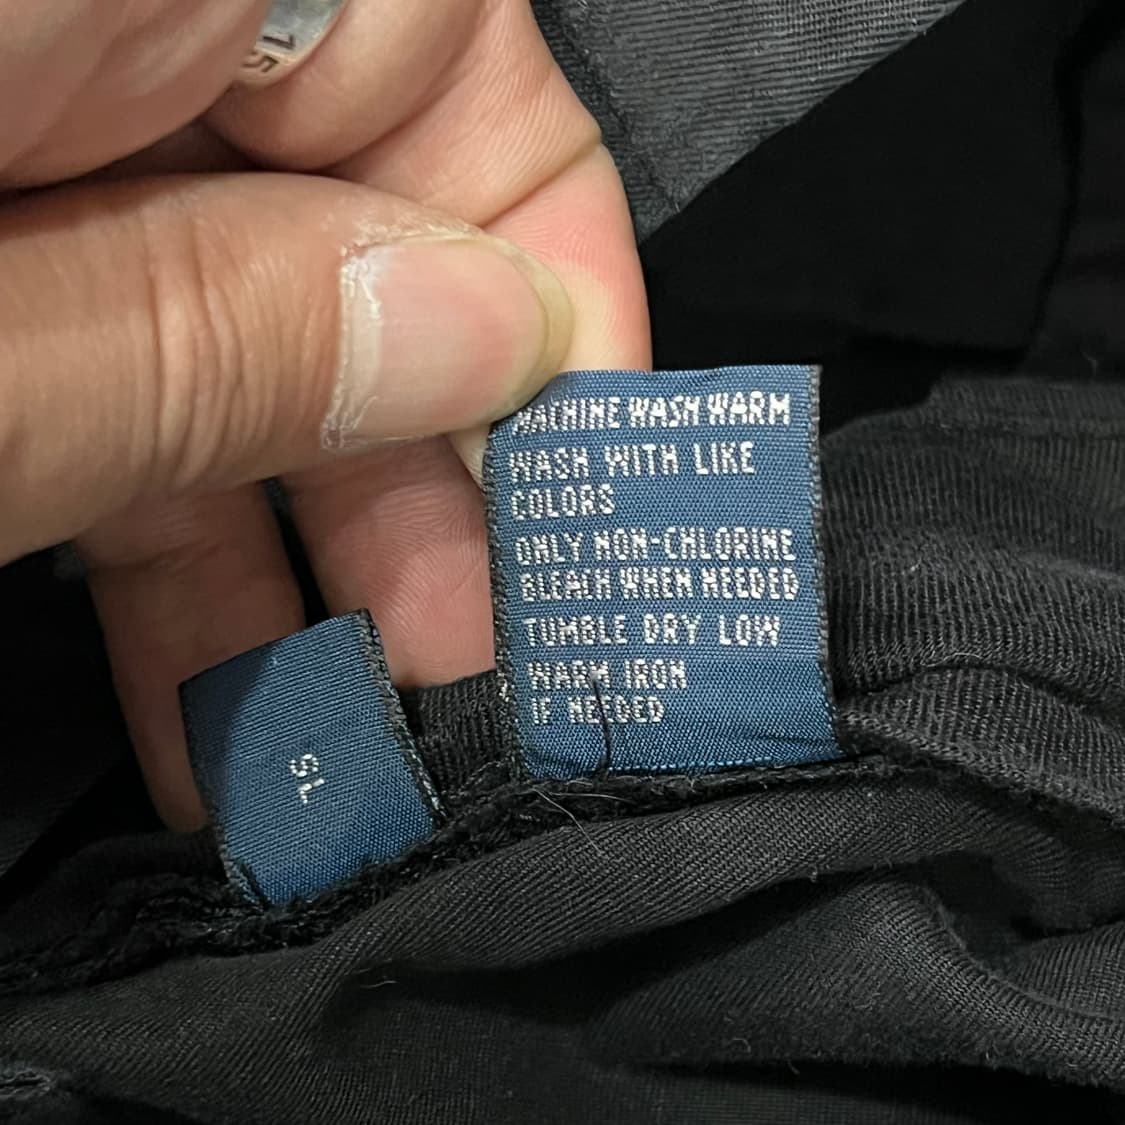 15
MACHINE WASH WARM
WASH WITH LIKE
COLORS
ONLY NON-CHLORINE
BLEACH WHEN NEEDED
TUMBLE DRY LOW
WARM IRON
IF NEEDED
SL